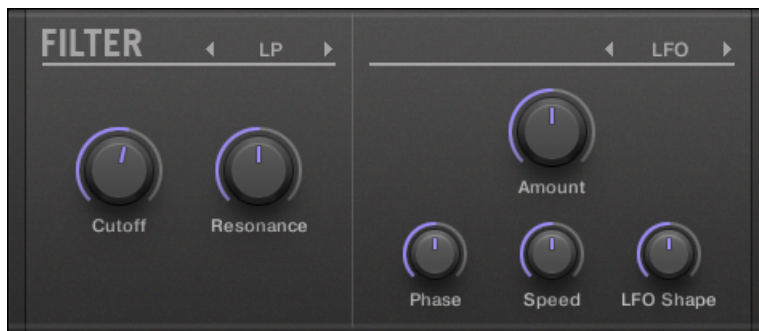 FILTER LP LFO
Cutoff Resonance
Amount
Phase Speed LFO Shape